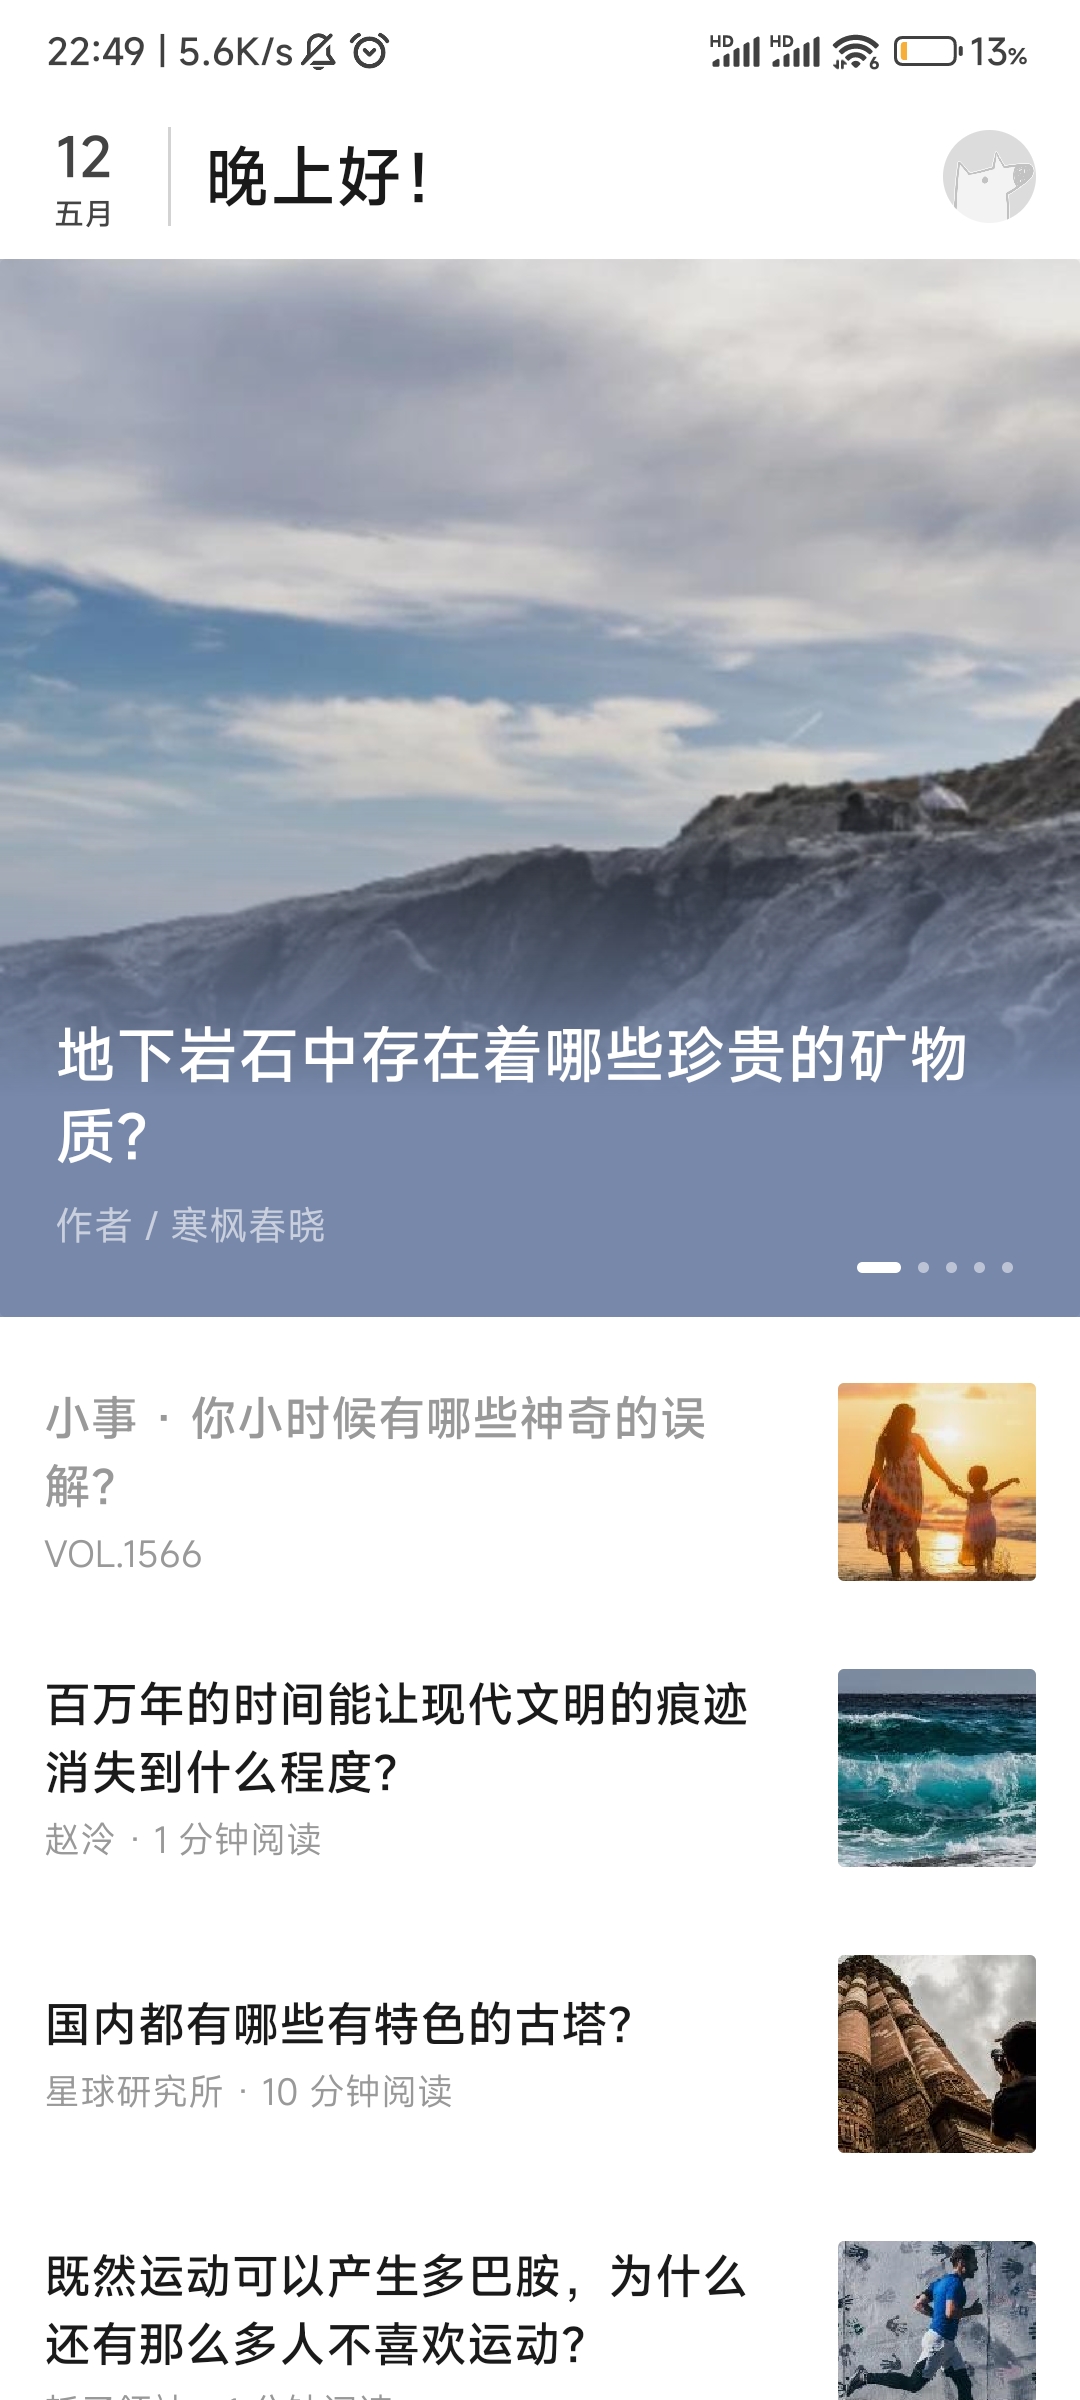 22:49 | 5.6K/s
HD HD 6 13%
12
五月
晚上好!
地下岩石中存在着哪些珍贵的矿物
质?
作者 / 寒枫春晓
小事 · 你小时候有哪些神奇的误
解?
VOL.1566
百万年的时间能让现代文明的痕迹
消失到什么程度?
赵泠 · 1 分钟阅读
国内都有哪些有特色的古塔?
星球研究所 · 10 分钟阅读
既然运动可以产生多巴胺，为什么
还有那么多人不喜欢运动?